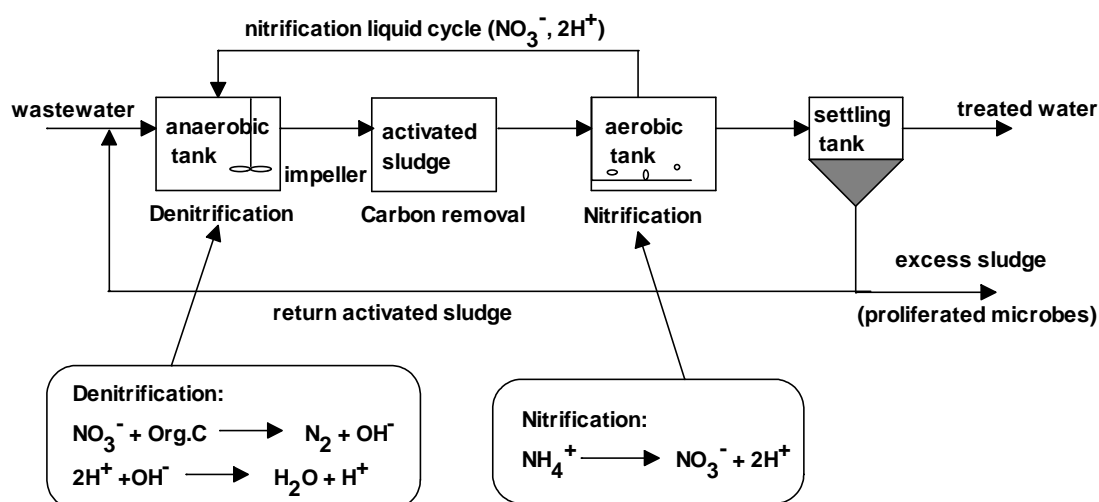 nitrification liquid cycle (NO₃⁻, 2H⁺)
wastewater
anaerobic
tank
impeller
Denitrification
activated
sludge
Carbon removal
aerobic
tank
Nitrification
settling
tank
treated water
excess sludge
(proliferated microbes)
return activated sludge
Denitrification:
NO₃⁻ + Org.C → N₂ + OH⁻
2H⁺ +OH⁻ → H₂O + H⁺
Nitrification:
NH₄⁺ → NO₃⁻ + 2H⁺